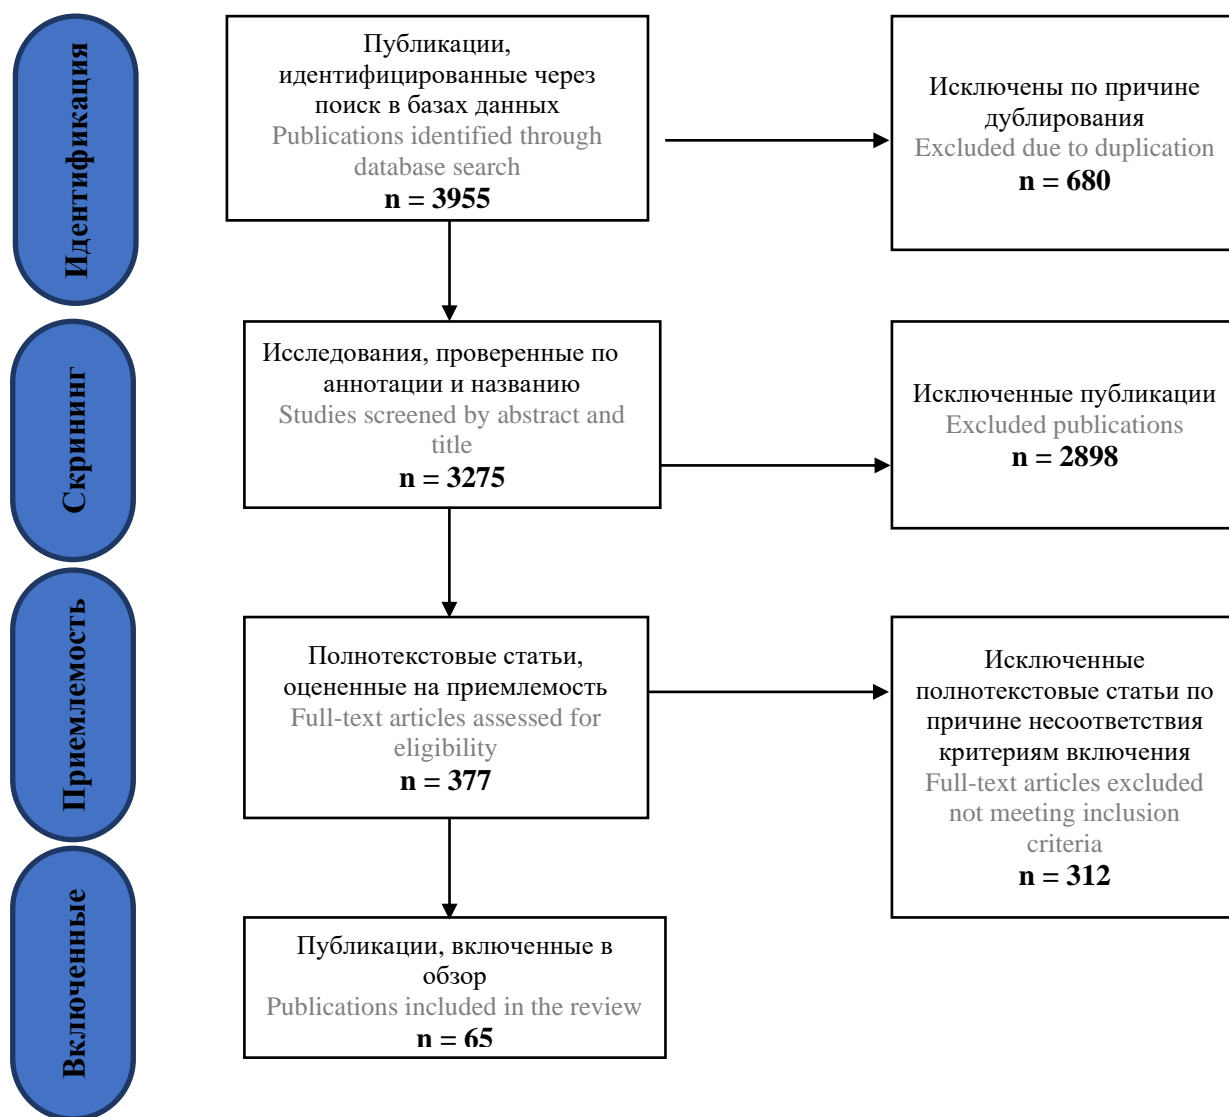 Идентификация
Публикации,
идентифицированные через
поиск в базах данных
Publications identified through
database search
n = 3955
Исключены по причине
дублирования
Excluded due to duplication
n = 680
Скрининг
Исследования, проверенные по
аннотации и названию
Studies screened by abstract and
title
n = 3275
Исключенные публикации
Excluded publications
n = 2898
Приемлемость
Полнотекстовые статьи,
оцененные на приемлемость
Full-text articles assessed for
eligibility
n = 377
Исключенные
полнотекстовые статьи по
причине несоответствия
критериям включения
Full-text articles excluded
not meeting inclusion
criteria
n = 312
Включенные
Публикации, включенные в
обзор
Publications included in the review
n = 65